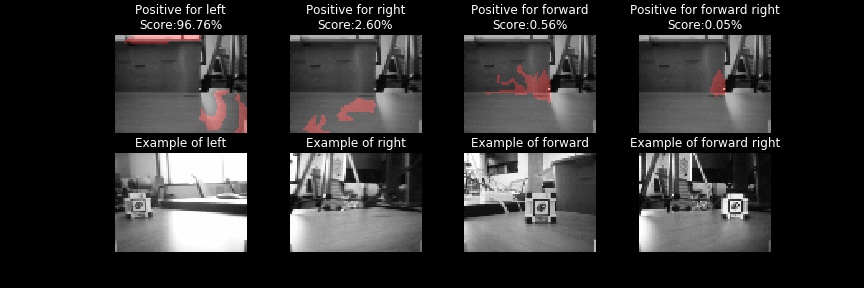 Positive for left
Score:96.76%
Positive for right
Score:2.60%
Positive for forward
Score:0.56%
Positive for forward right
Score:0.05%
Example of left
Example of right
Example of forward
Example of forward right